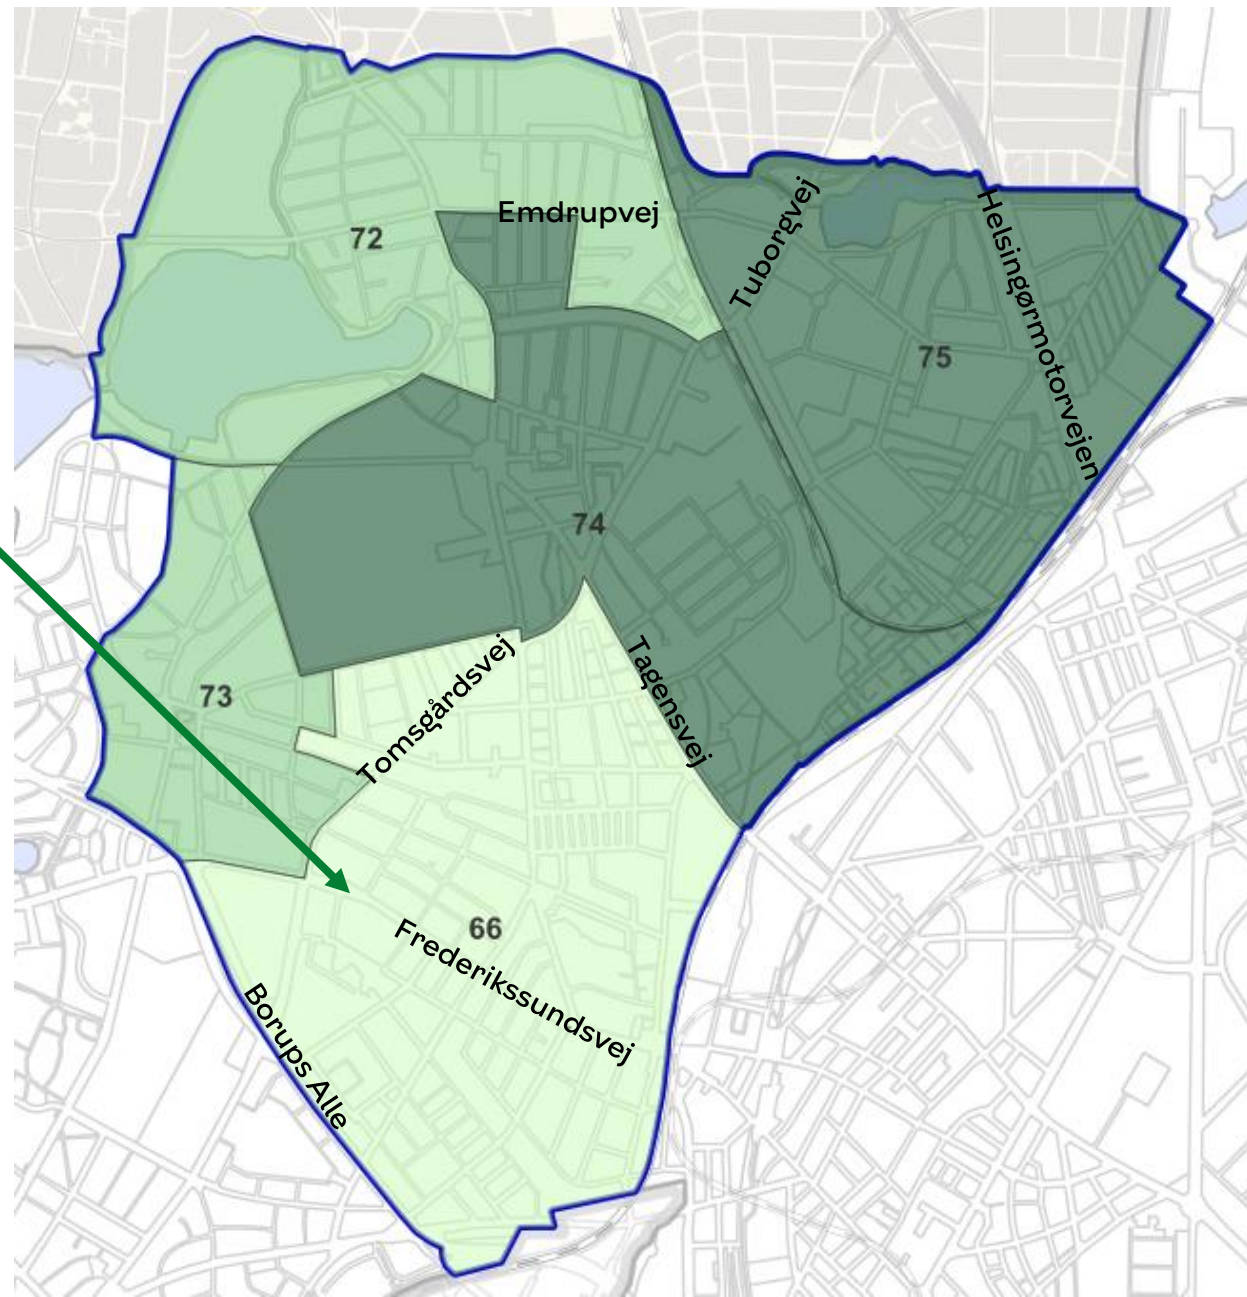 Emdrupvej
Tuborgvej
72
Helsingørmotorvejen
75
74
Tomsgårdsvej
Tagensvej
73
66
Frederikssundsvej
Borups Alle